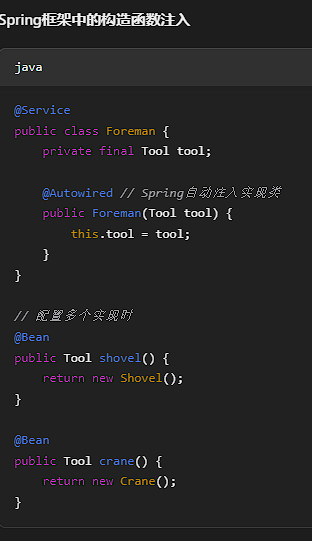 Spring框架中的构造函数注入
java
@Service
public class Foreman {
    private final Tool tool;

    @Autowired // Spring自动注入实现类
    public Foreman(Tool tool) {
        this.tool = tool;
    }
}

// 配置多个实现时
@Bean
public Tool shovel() {
    return new Shovel();
}

@Bean
public Tool crane() {
    return new Crane();
}